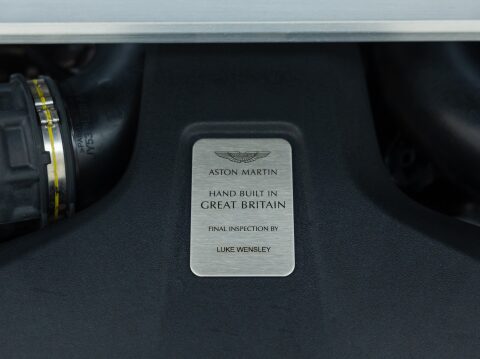 ASTON MARTIN
HAND BUILT IN
GREAT BRITAIN
FINAL INSPECTION BY
LUKE WENSLEY